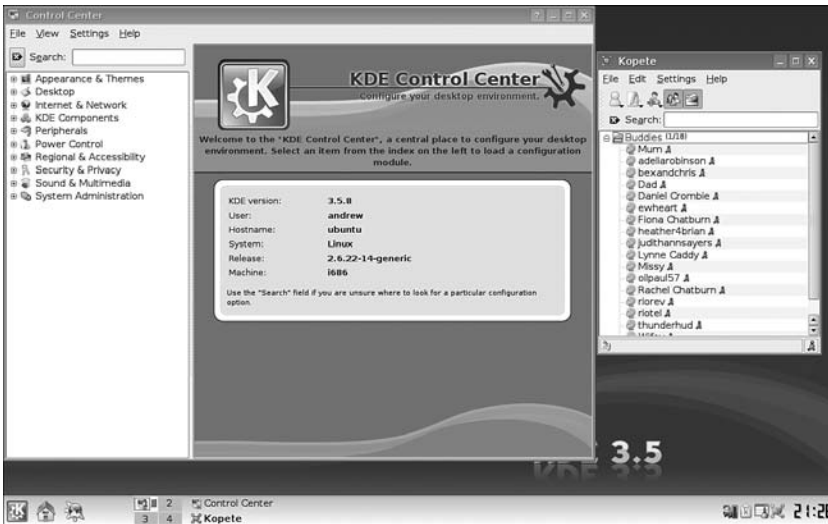 Control Center
File View Settings Help
Search:
Appearance & Themes
Desktop
Internet & Network
KDE Components
Peripherals
Power Control
Regional & Accessibility
Security & Privacy
Sound & Multimedia
System Administration
KDE Control Center
Configure your desktop environment.
Welcome to the "KDE Control Center", a central place to configure your desktop
environment. Select an item from the index on the left to load a configuration
module.
KDE version: 3.5.8
User: andrew
Hostname: ubuntu
System: Linux
Release: 2.6.22-14-generic
Machine: i686
Use the "Search" field if you are unsure where to look for a particular configuration
option.
Kopete
File Edit Settings Help
Search:
Buddies (1/18)
Mum
adellarobinson
bexandchris
Dad
Daniel Crombie
ewheart
Fiona Chatburn
heather4brian
judithannsayers
Lynne Caddy
Missy
oilpaul57
Rachel Chatburn
riorev
riotel
thunderhud
KDE 3.5
2
3 4
Control Center
Kopete